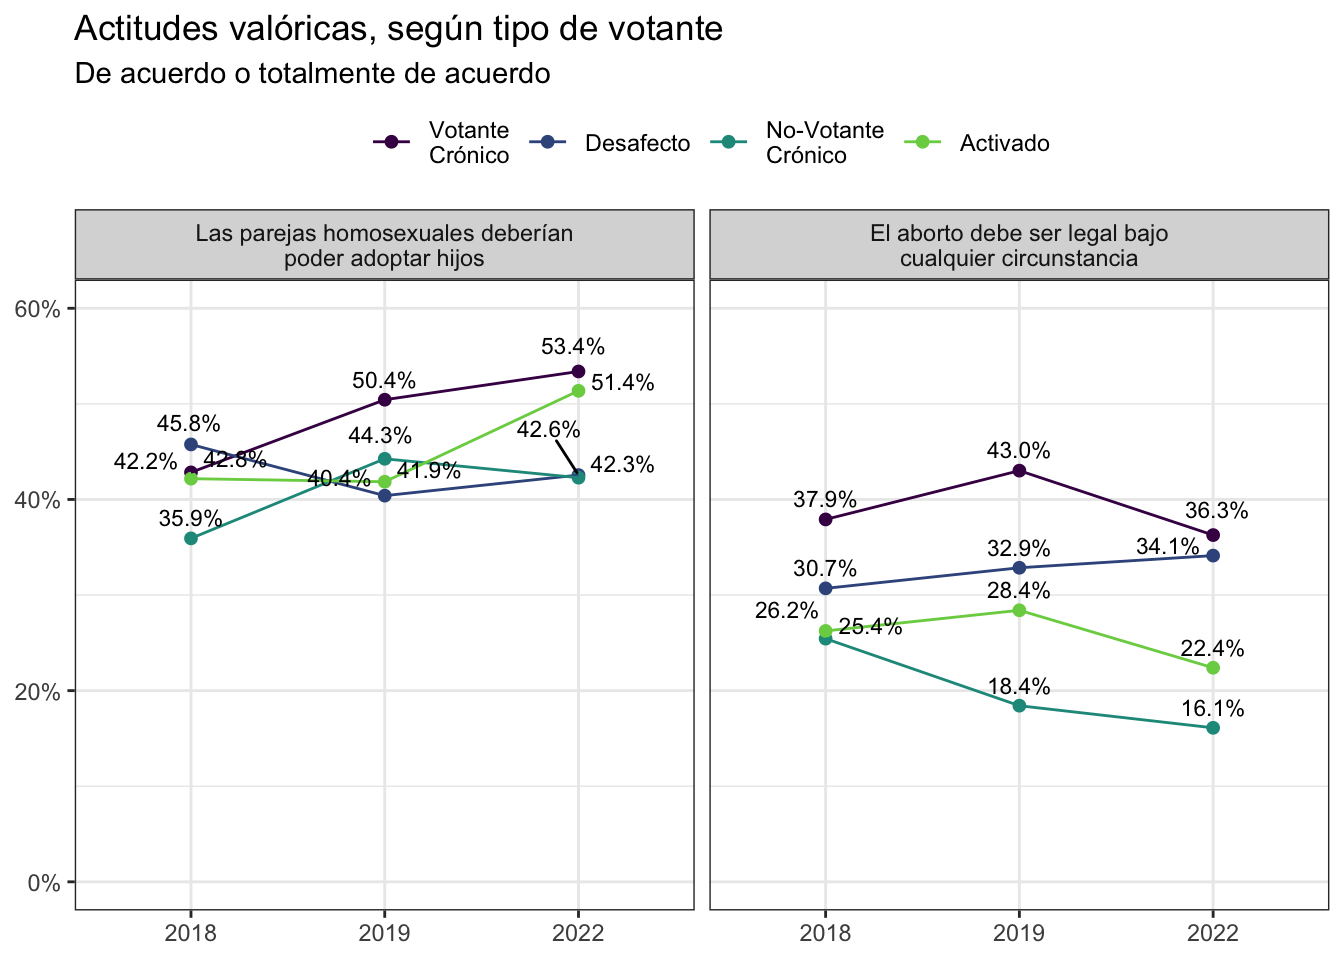 Actitudes valóricas, según tipo de votante
De acuerdo o totalmente de acuerdo
Votante
Crónico
Desafecto
No-Votante
Crónico
Activado
Las parejas homosexuales deberían
poder adoptar hijos
El aborto debe ser legal bajo
cualquier circunstancia
60%
40%
20%
0%
53.4%
50.4%
51.4%
45.8%
44.3%
42.6%
42.2%
42.8%
40.4%
41.9%
42.3%
35.9%
43.0%
37.9%
36.3%
34.1%
32.9%
30.7%
28.4%
26.2%
25.4%
22.4%
18.4%
16.1%
2018
2019
2022
2018
2019
2022